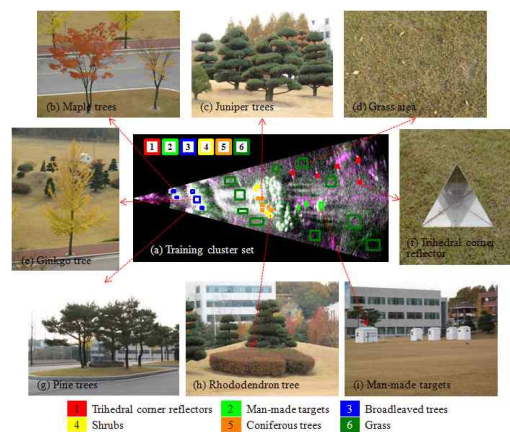 (b) Maple trees
(c) Juniper trees
(d) Grass area
1 2 3 4 5 6
(a) Training cluster set
(e) Ginkgo tree
(f) Trihedral corner
reflector
(g) Pine trees
(h) Rhododendron tree
(i) Man-made targets
1 Trihedral corner reflectors
2 Man-made targets
3 Broadleaved trees
4 Shrubs
5 Coniferous trees
6 Grass